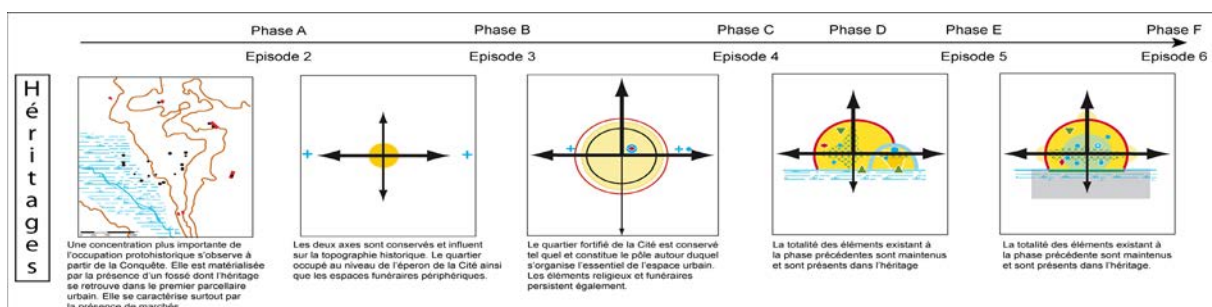 Phase A Phase B Phase C Phase D Phase E Phase F
Episode 2 Episode 3 Episode 4 Episode 5 Episode 6
Héritages
Une concentration plus importante de
l'occupation protohistorique s'observe à
partir de la Conquête. Elle est matérialisée
par la présence d'un fossé dont l'héritage
se retrouve dans le premier parcellaire
urbain. Elle se caractérise surtout par
la présence de marchés
Les deux axes sont conservés et influent
sur la topographie historique. Le quartier
occupé au niveau de l'éperon de la Cité ainsi
que les espaces funéraires périphériques.
Le quartier fortifié de la Cité est conservé
tel quel et constitue le pôle autour duquel
s'organise l'essentiel de l'espace urbain.
Les éléments religieux et funéraires
persistent également.
La totalité des éléments existant à
la phase précédentes sont maintenus
et sont présents dans l'héritage
La totalité des éléments existant à
la phase précédente sont maintenus
et sont présents dans l'héritage.